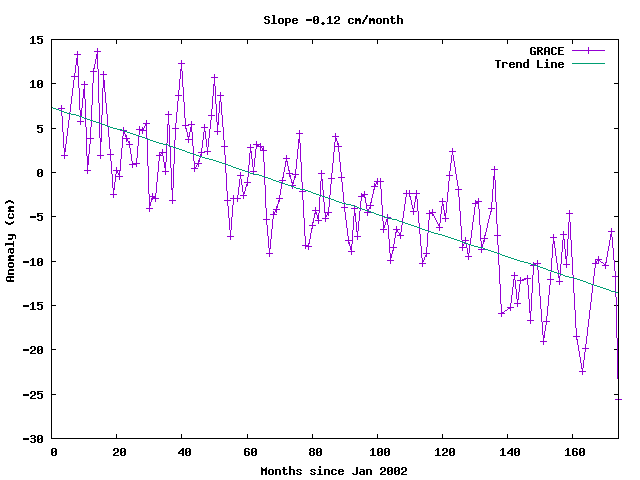 Slope -0.12 cm/month
GRACE
Trend Line
15
10
5
0
-5
-10
-15
-20
-25
-30
Anomaly (cm)
0 20 40 60 80 100 120 140 160
Months since Jan 2002